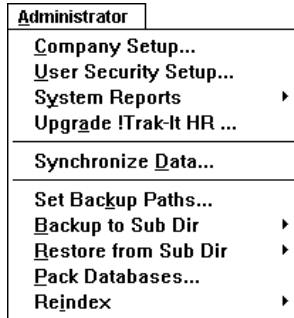 Administrator
Company Setup...
User Security Setup...
System Reports
Upgrade !Trak-It HR ...
Synchronize Data...
Set Backup Paths...
Backup to Sub Dir
Restore from Sub Dir
Pack Databases...
Reindex